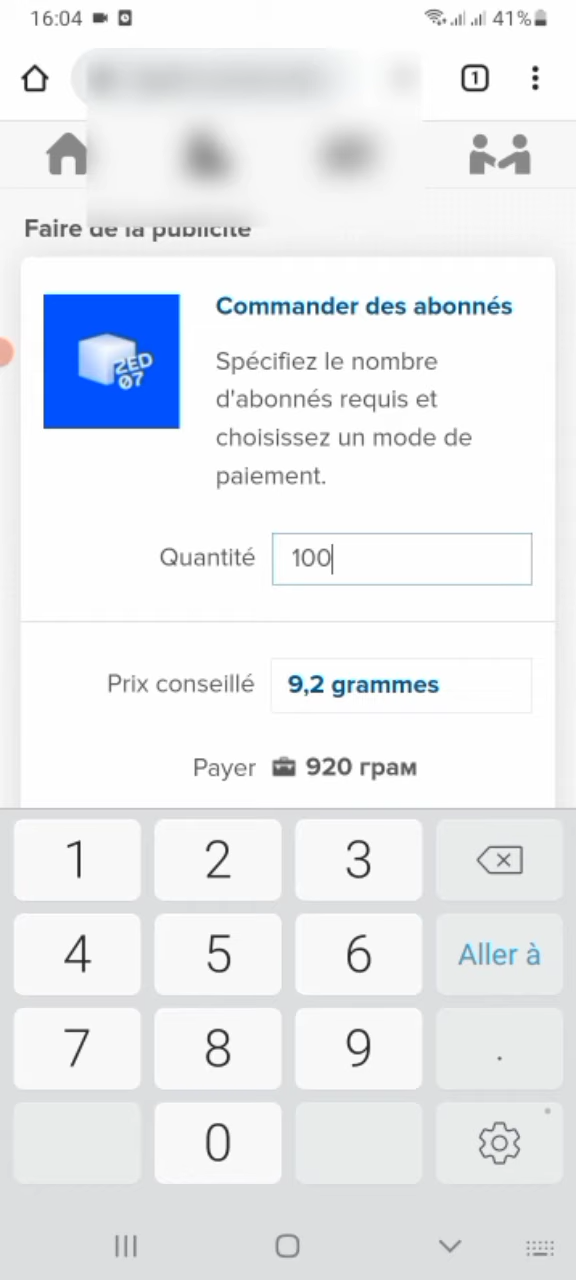 16:04
41%
1
Faire de la publicité
Commander des abonnés
Spécifiez le nombre
d'abonnés requis et
choisissez un mode de
paiement.
ZED
07
Quantité 100
Prix conseillé 9,2 grammes
Payer 920 грам
1 2 3
4 5 6 Aller à
7 8 9 .
0